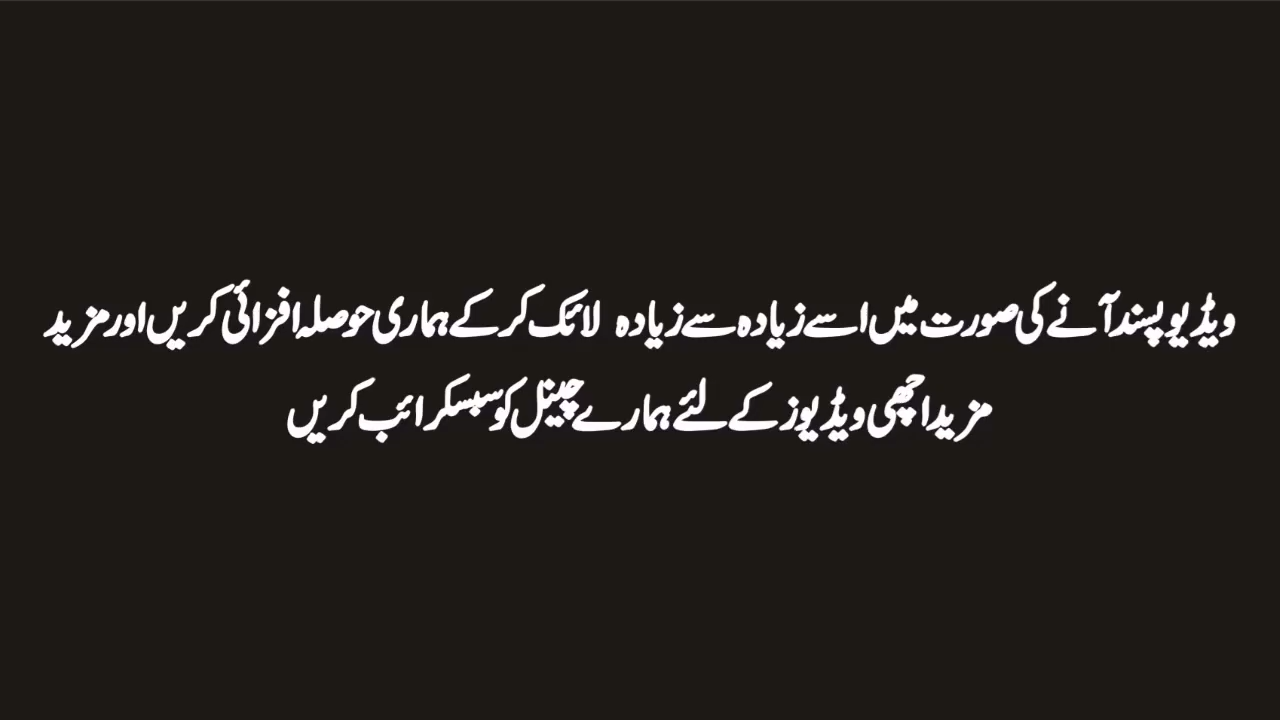 ویڈیو پسند آنے کی صورت میں اسے زیادہ سے زیادہ لائک کر کے ہماری حوصلہ افزائی کریں اور مزید
مزید اچھی ویڈیوز کے لئے ہمارے چینل کو سبسکرائب کریں